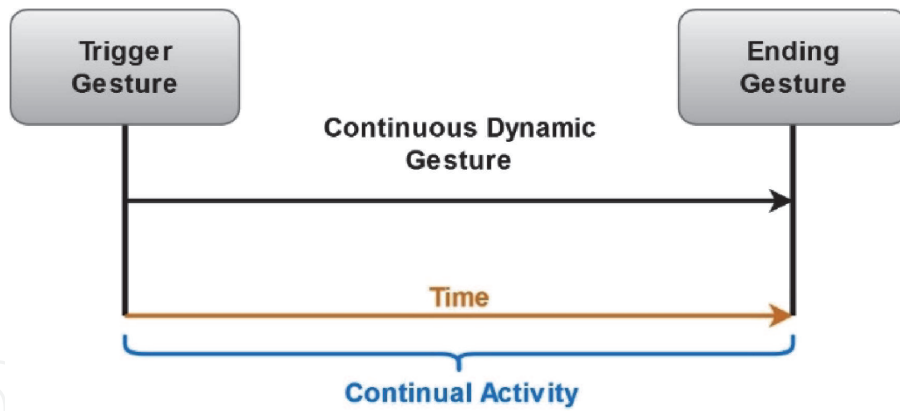 Trigger
Gesture
Ending
Gesture
Continuous Dynamic
Gesture
Time
Continual Activity